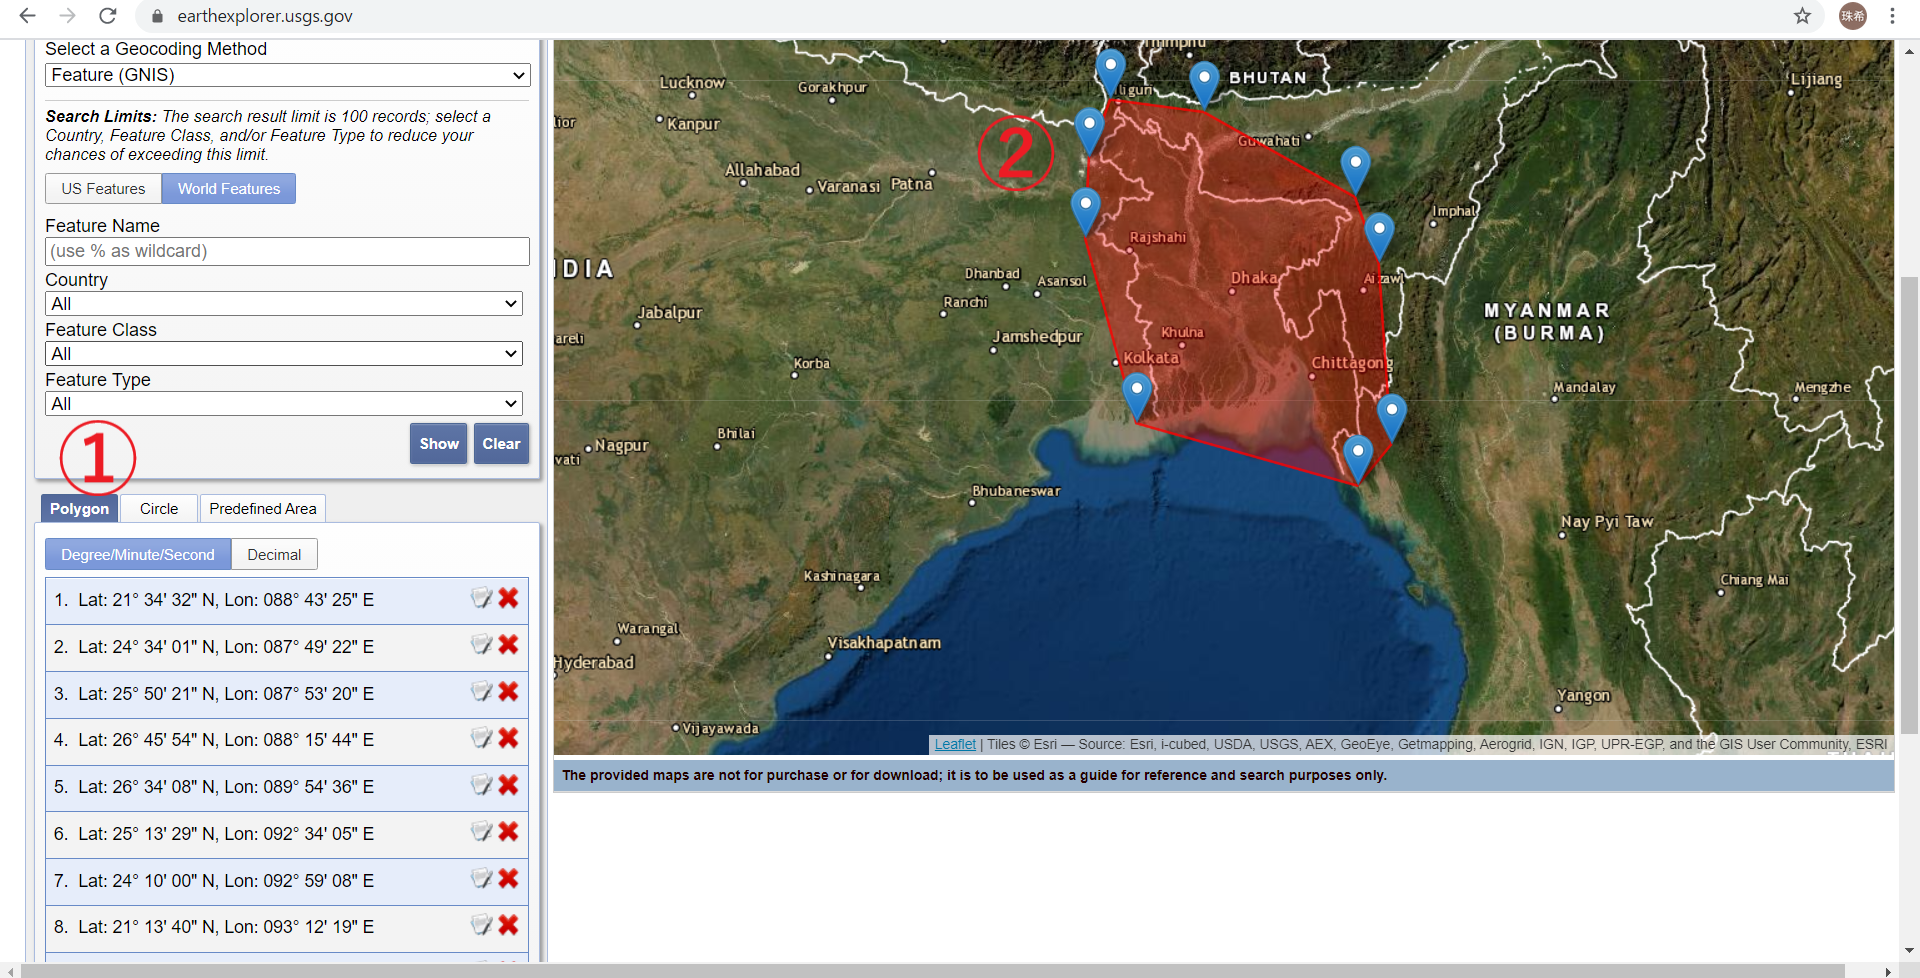 earthexplorer.usgs.gov
珠希
Select a Geocoding Method
Feature (GNIS)
Search Limits: The search result limit is 100 records; select a
Country, Feature Class, and/or Feature Type to reduce your
chances of exceeding this limit.
US Features
World Features
Feature Name
(use % as wildcard)
Country
All
Feature Class
All
Feature Type
All
Show
Clear
①
Polygon
Circle
Predefined Area
Degree/Minute/Second
Decimal
1. Lat: 21° 34' 32" N, Lon: 088° 43' 25" E
2. Lat: 24° 34' 01" N, Lon: 087° 49' 22" E
3. Lat: 25° 50' 21" N, Lon: 087° 53' 20" E
4. Lat: 26° 45' 54" N, Lon: 088° 15' 44" E
5. Lat: 26° 34' 08" N, Lon: 089° 54' 36" E
6. Lat: 25° 13' 29" N, Lon: 092° 34' 05" E
7. Lat: 24° 10' 00" N, Lon: 092° 59' 08" E
8. Lat: 21° 13' 40" N, Lon: 093° 12' 19" E
②
Thimphu
BHUTAN
Lijiang
Lucknow
Gorakhpur
iguri
lior
Kanpur
Guwahati
Allahabad
Varanasi
Patna
Imphal
Rajshahi
DIA
Dhanbad
Asansol
Dhaka
Aizawl
Ranchi
MYANMAR
(BURMA)
Jabalpur
areli
Jamshedpur
Khulna
Kolkata
Korba
Chittagong
Mandalay
Mengzhe
Bhilai
Nagpur
vati
Bhubaneswar
Nay Pyi Taw
Kashinagara
Chiang Mai
Warangal
Visakhapatnam
Hyderabad
Yangon
Vijayawada
Leaflet | Tiles © Esri — Source: Esri, i-cubed, USDA, USGS, AEX, GeoEye, Getmapping, Aerogrid, IGN, IGP, UPR-EGP, and the GIS User Community, ESRI
The provided maps are not for purchase or for download; it is to be used as a guide for reference and search purposes only.